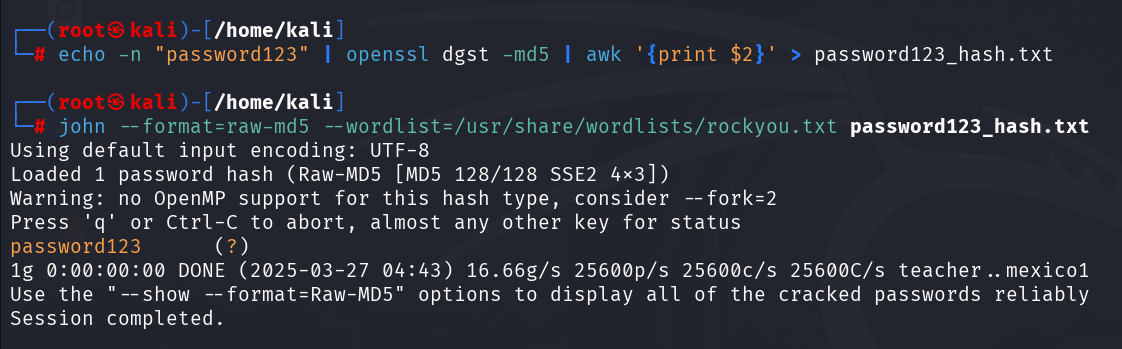 ┌──(root㉿kali)-[/home/kali]
└─# echo -n "password123" | openssl dgst -md5 | awk '{print $2}' > password123_hash.txt
┌──(root㉿kali)-[/home/kali]
└─# john --format=raw-md5 --wordlist=/usr/share/wordlists/rockyou.txt password123_hash.txt
Using default input encoding: UTF-8
Loaded 1 password hash (Raw-MD5 [MD5 128/128 SSE2 4x3])
Warning: no OpenMP support for this hash type, consider --fork=2
Press 'q' or Ctrl-C to abort, almost any other key for status
password123      (?)
1g 0:00:00:00 DONE (2025-03-27 04:43) 16.66g/s 25600p/s 25600c/s 25600C/s teacher..mexico1
Use the "--show --format=Raw-MD5" options to display all of the cracked passwords reliably
Session completed.